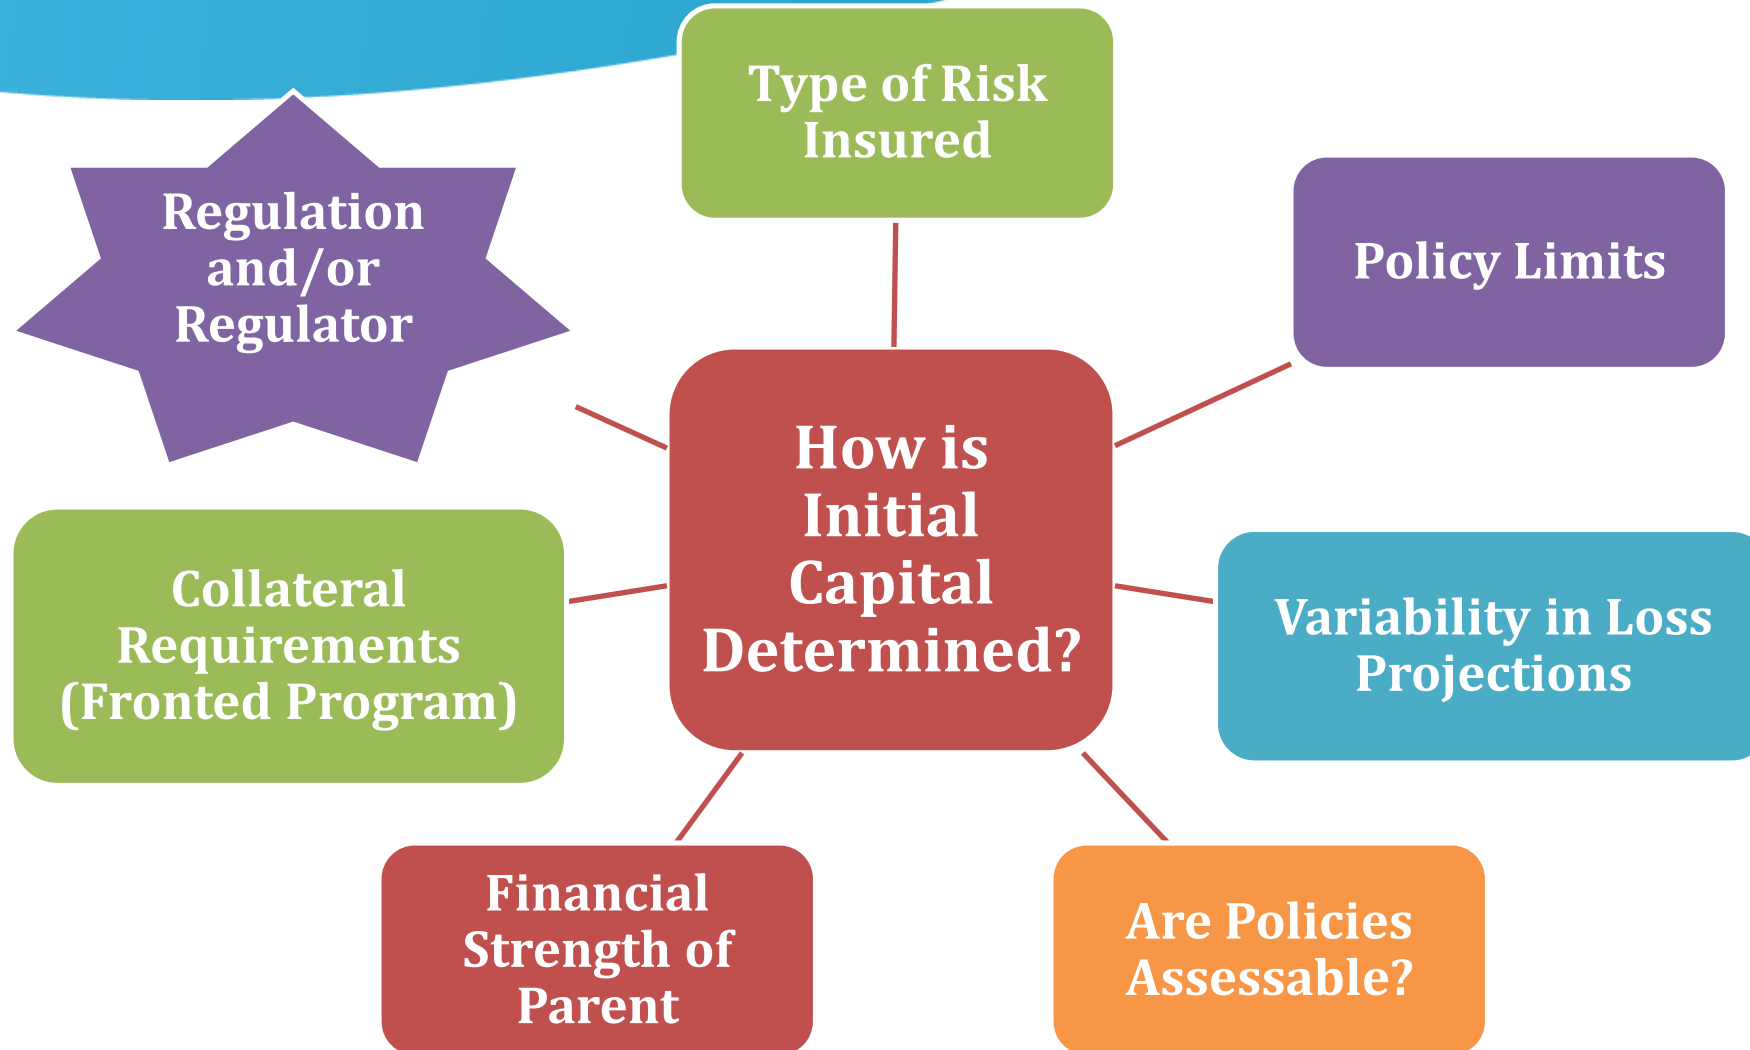 Type of Risk
Insured
Regulation
and/or
Regulator
Policy Limits
How is
Initial
Capital
Determined?
Collateral
Requirements
(Fronted Program)
Variability in Loss
Projections
Financial
Strength of
Parent
Are Policies
Assessable?